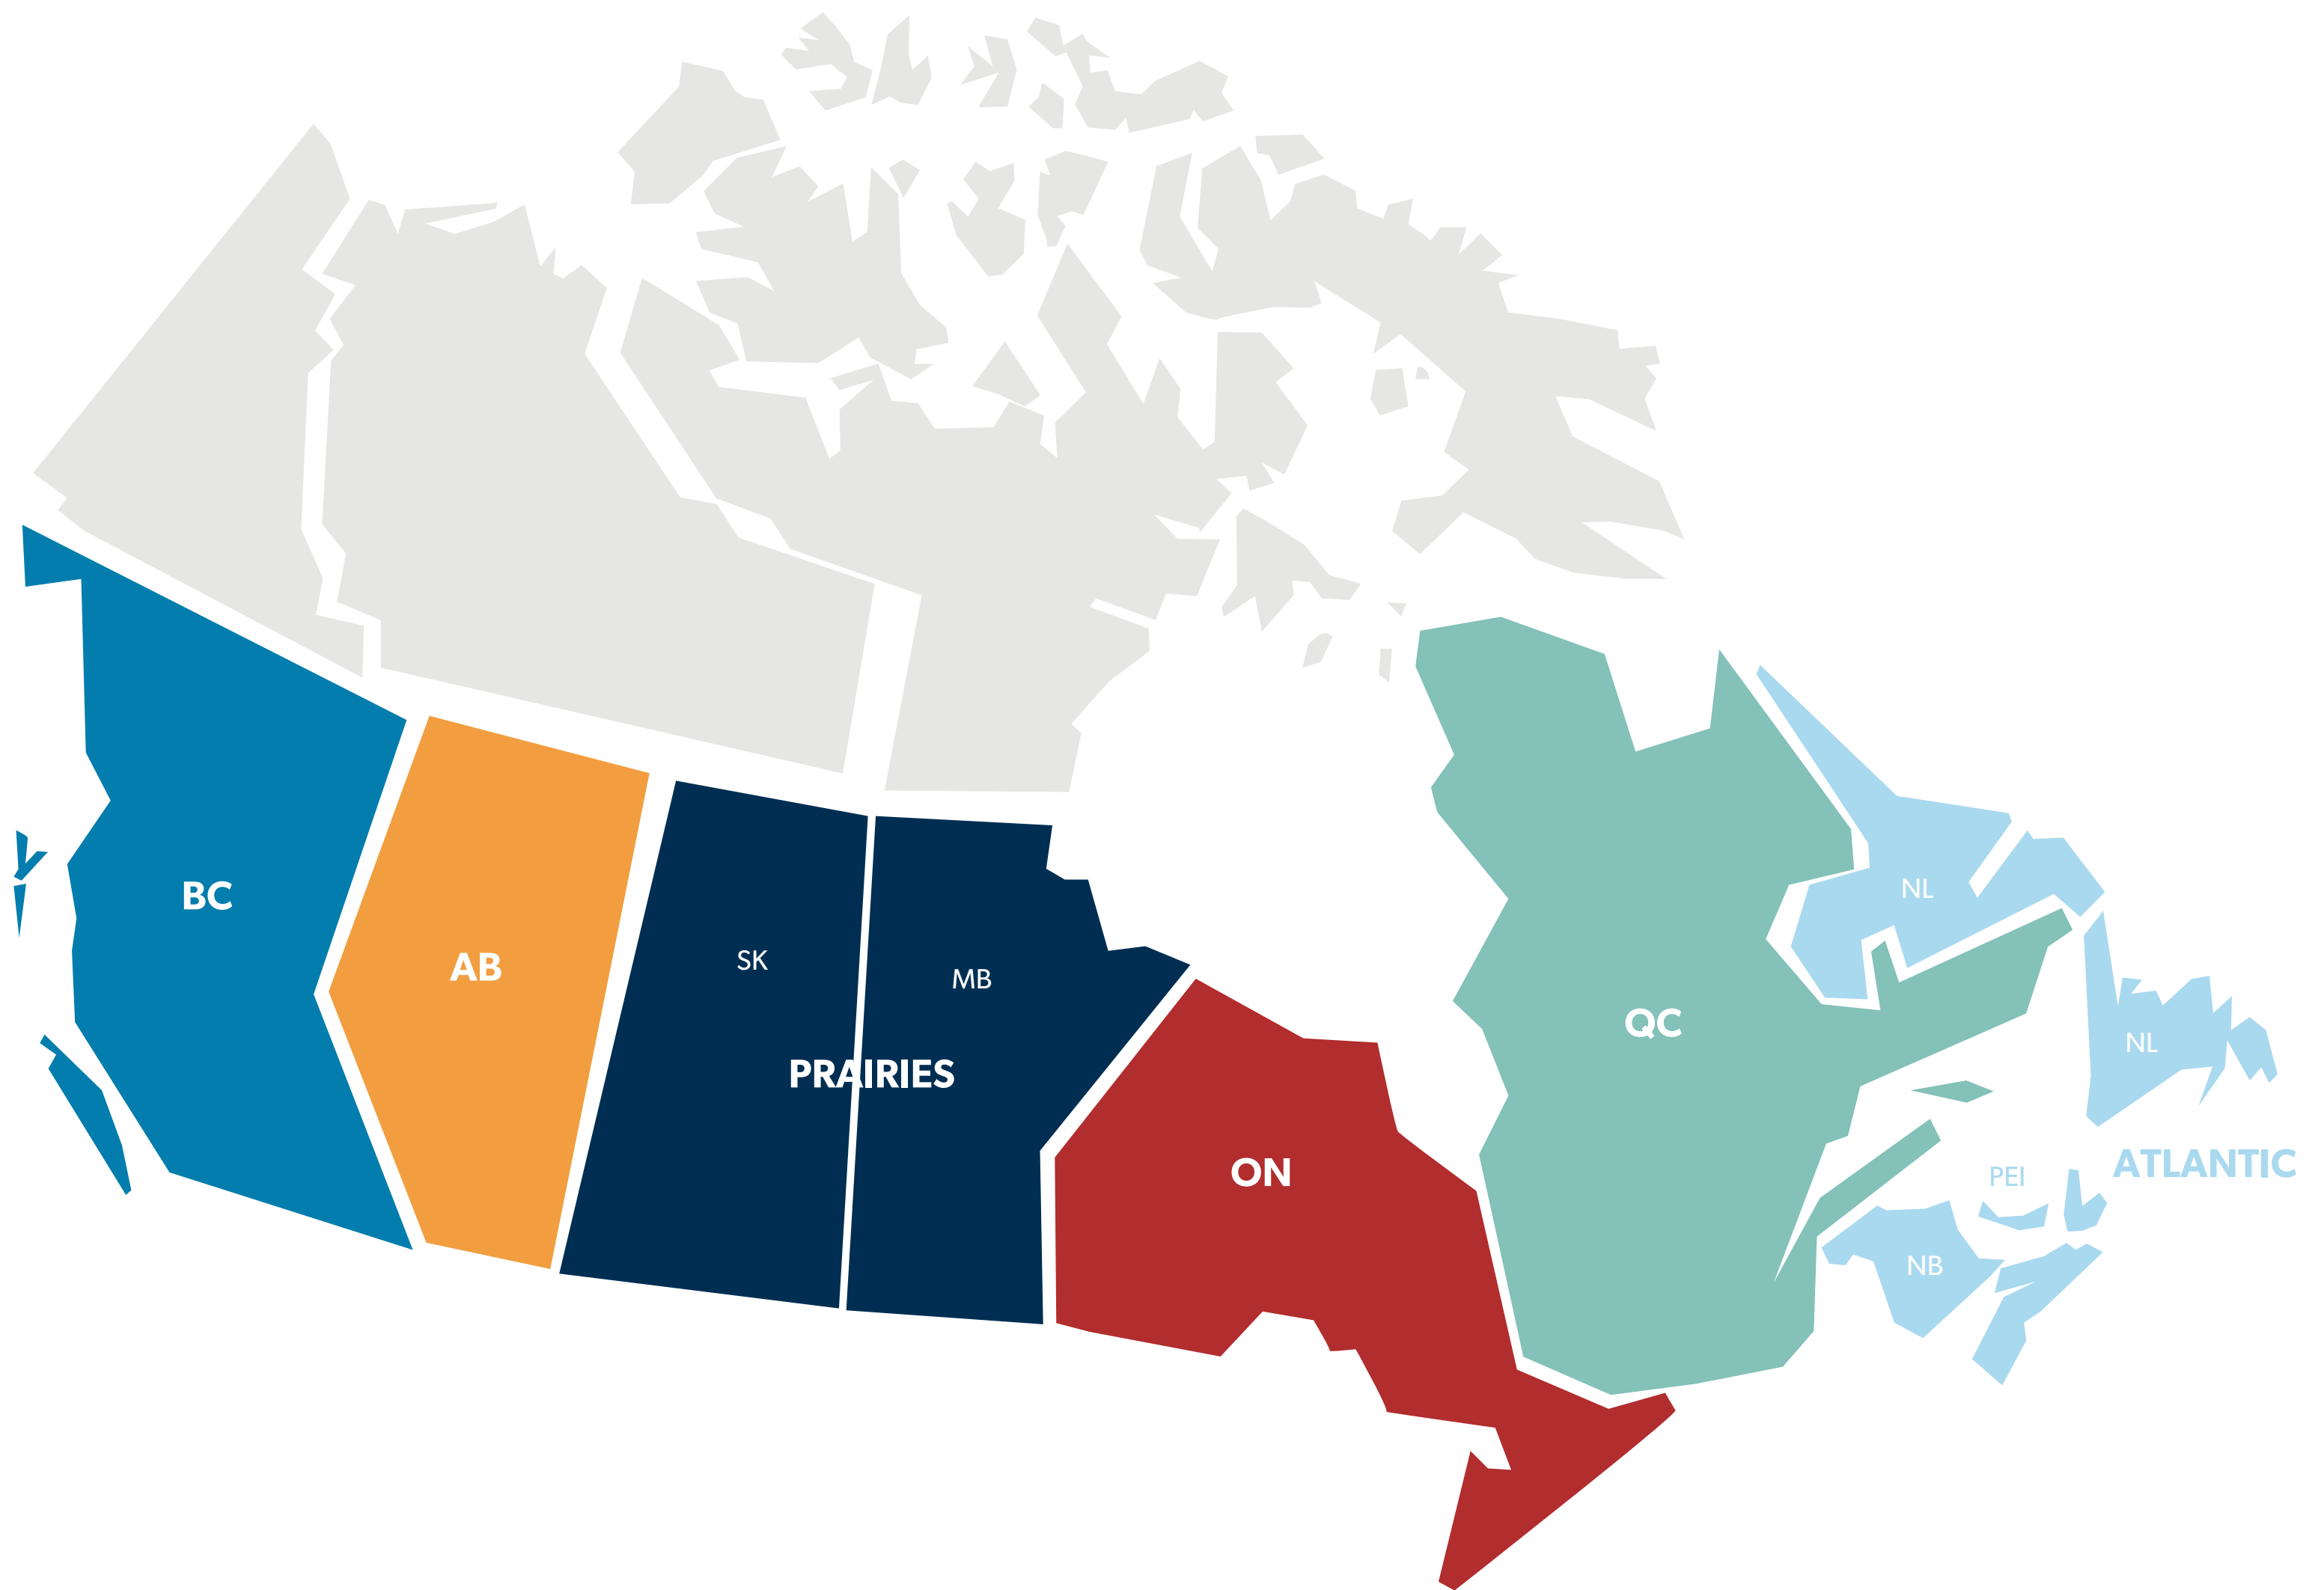 BC
AB
SK
MB
PRAIRIES
ON
QC
NL
NL
ATLANTIC
PEI
NB